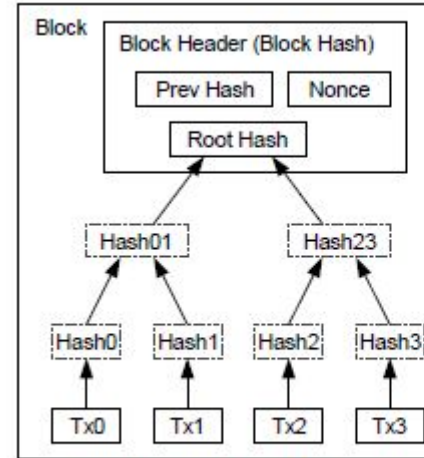 Block
Block Header (Block Hash)
Prev Hash Nonce
Root Hash
Hash01 Hash23
Hash0 Hash1 Hash2 Hash3
Tx0 Tx1 Tx2 Tx3